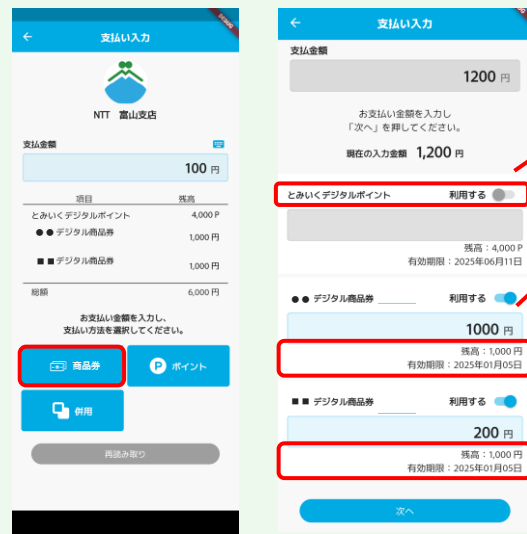 DEBUG
支払い入力
NTT 富山支店
支払金額
100 円
項目 残高
とみいくデジタルポイント 4,000 P
●●デジタル商品券 1,000 円
■■デジタル商品券 1,000 円
総額 6,000 円
お支払い金額を入力し、
支払い方法を選択してください。
商品券
P ポイント
併用
再読み取り
支払い入力
支払金額
1200 円
お支払い金額を入力し
「次へ」を押してください。
現在の入力金額 1,200 円
とみいくデジタルポイント 利用する
残高：4,000 P
有効期限：2025年06月11日
●● デジタル商品券 利用する
1000 円
残高：1,000 円
有効期限：2025年01月05日
■■ デジタル商品券 利用する
200 円
残高：1,000 円
有効期限：2025年01月05日
次へ